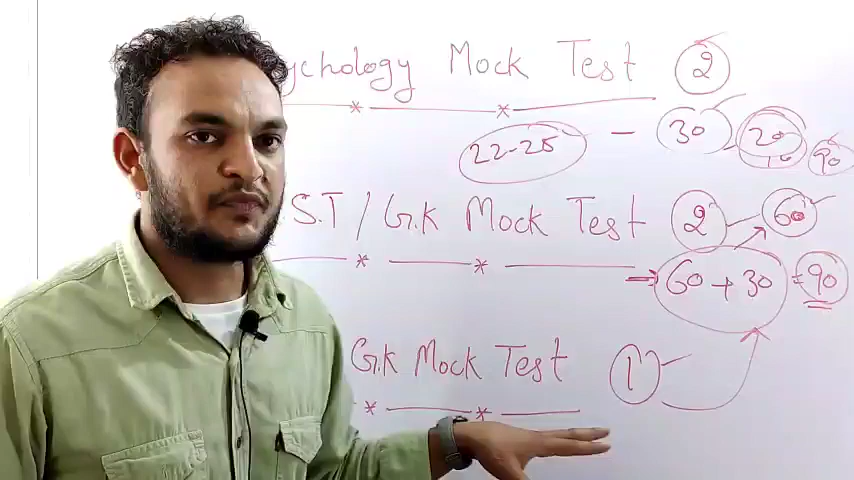 ychology Mock Test 2
22-25 - 30 20 10 90
S.T / G.K Mock Test 2 60
60 + 30 = 90
G.K Mock Test 1